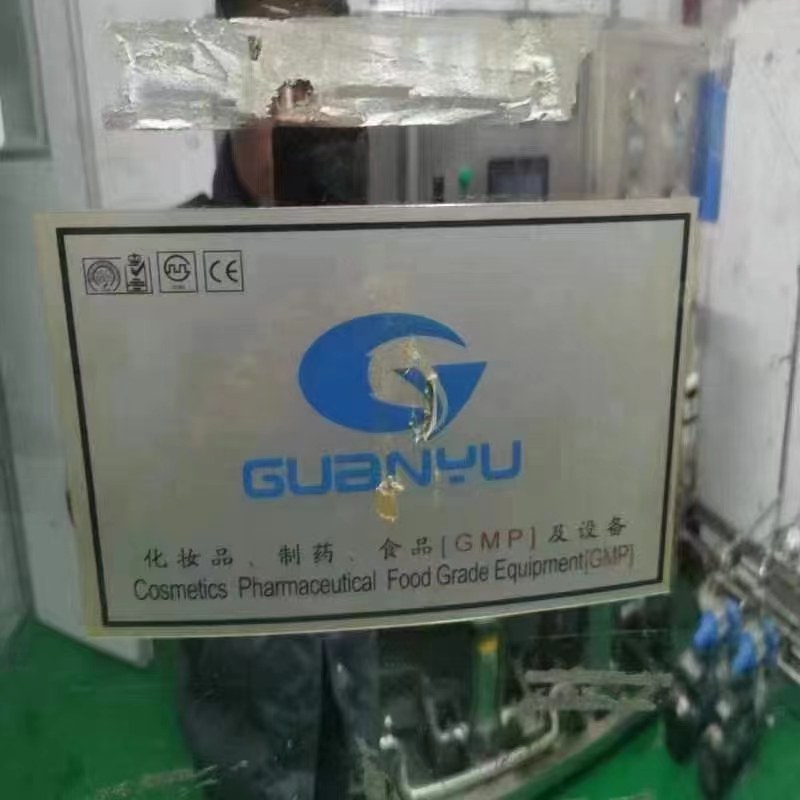 CE
GUANYU
化妆品、制药、食品[GMP]及设备
Cosmetics Pharmaceutical Food Grade Equipment[GMP]